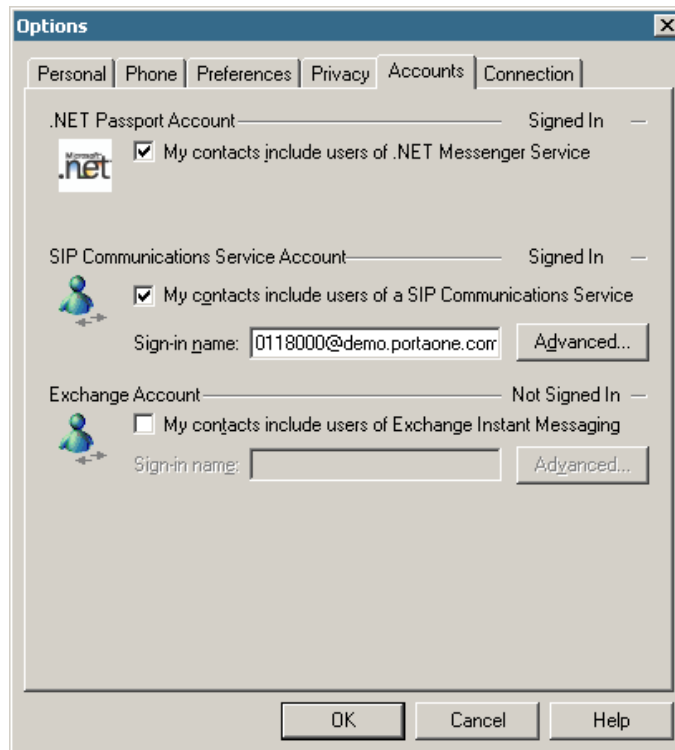 Options
Personal Phone Preferences Privacy Accounts Connection
.NET Passport Account Signed In
Microsoft
.net
My contacts include users of .NET Messenger Service
SIP Communications Service Account Signed In
My contacts include users of a SIP Communications Service
Sign-in name: 0118000@demo.portaone.com Advanced...
Exchange Account Not Signed In
My contacts include users of Exchange Instant Messaging
Sign-in name: Advanced...
OK Cancel Help